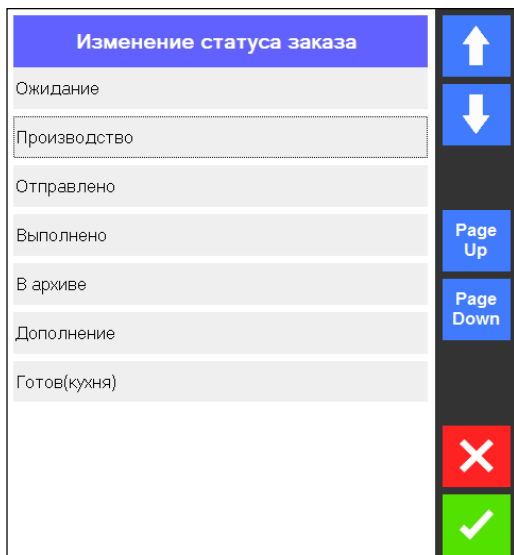 Изменение статуса заказа
Ожидание
Производство
Отправлено
Выполнено
В архиве
Дополнение
Готов(кухня)
Page
Up
Page
Down